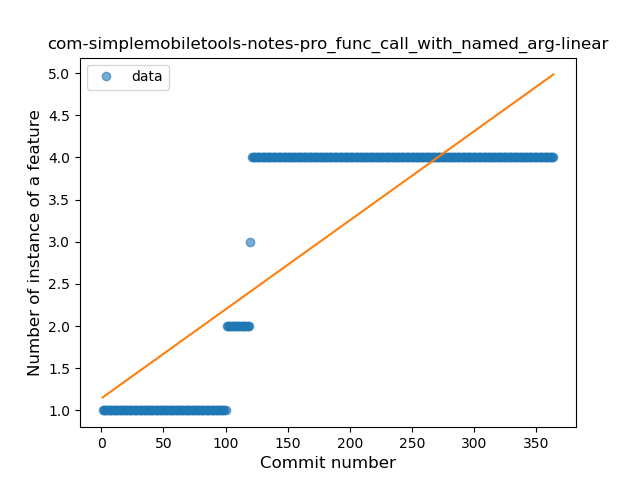 com-simplemobiletools-notes-pro_func_call_with_named_arg-linear
data
5.0
4.5
4.0
3.5
3.0
2.5
2.0
1.5
1.0
Number of instance of a feature
0 50 100 150 200 250 300 350
Commit number